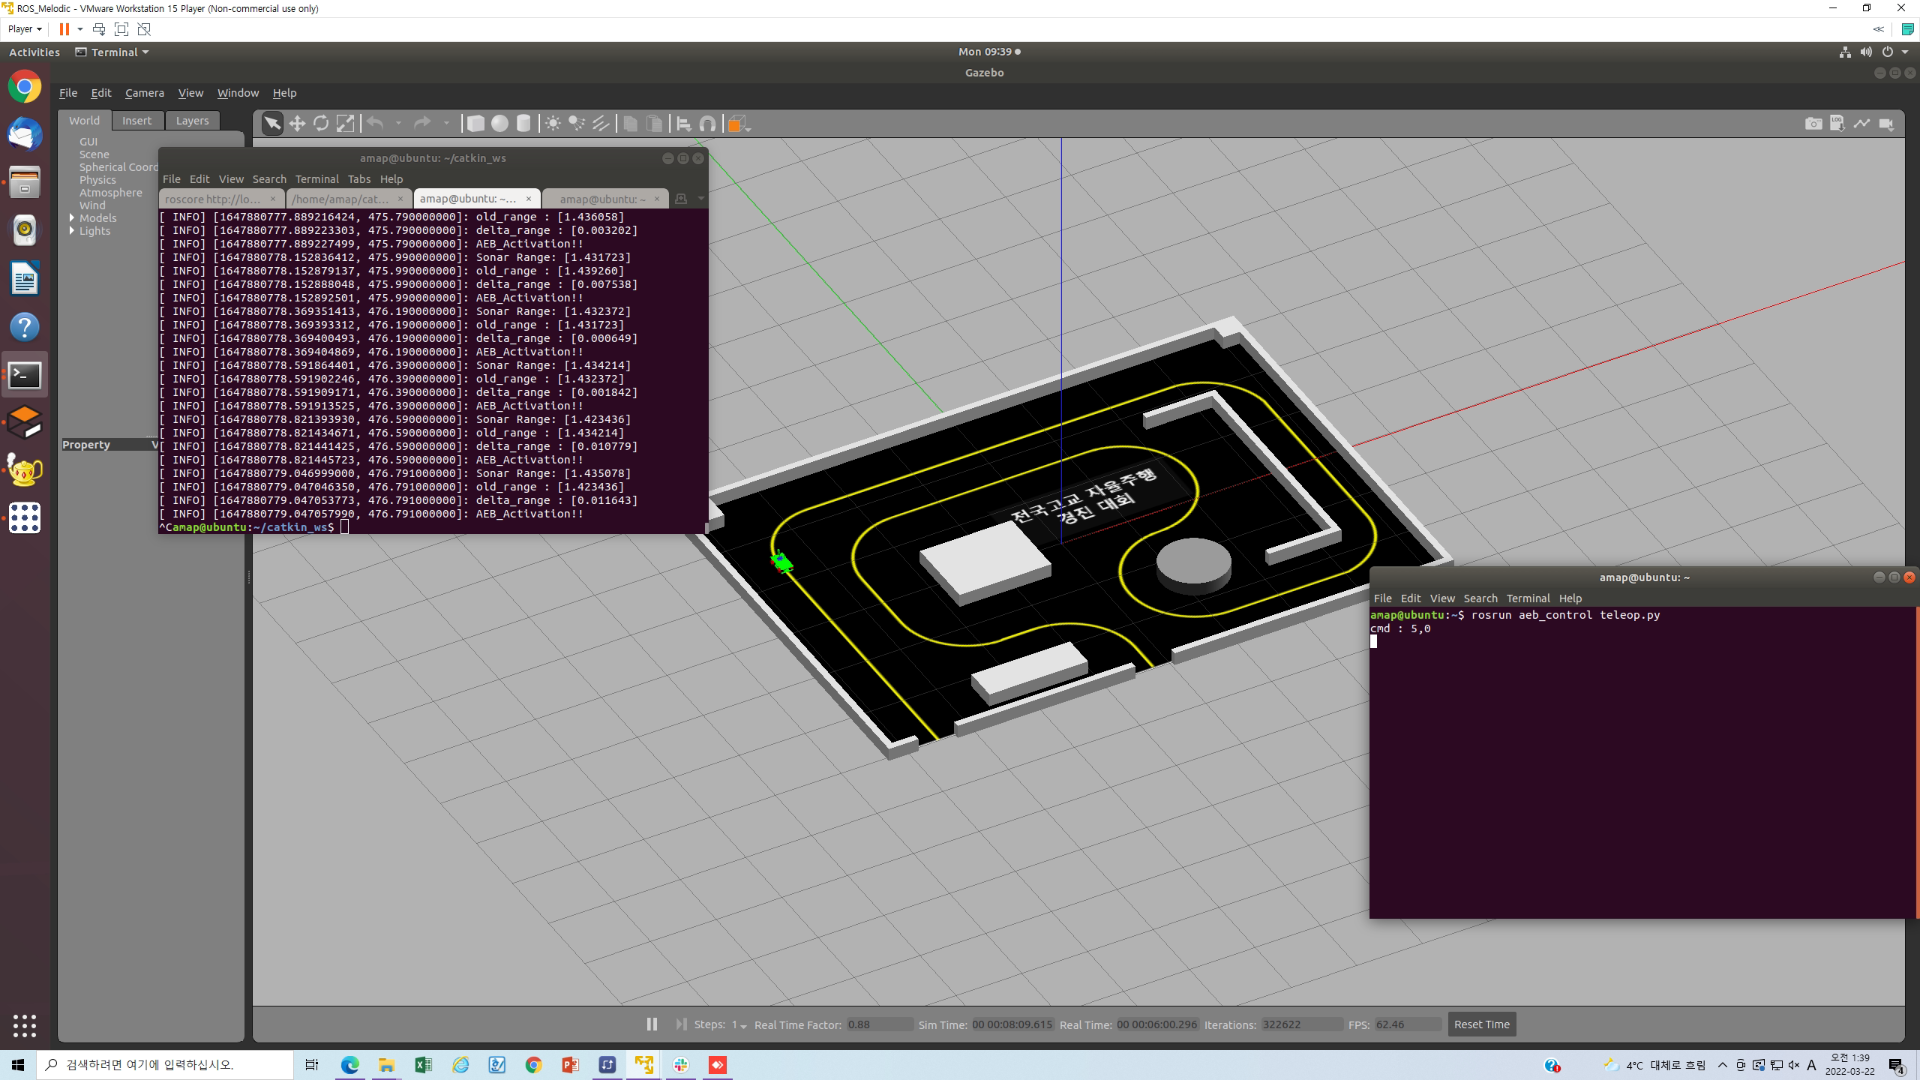 ROS_Melodic - VMware Workstation 15 Player (Non-commercial use only)
Player
Activities
Terminal
Mon 09:39
Gazebo
File Edit Camera View Window Help
World Insert Layers
GUI
Scene
Spherical Coord
Physics
Atmosphere
Wind
Models
Lights
Property
amap@ubuntu: ~/catkin_ws
File Edit View Search Terminal Tabs Help
roscore http://lo...
/home/amap/cat...
amap@ubuntu: ~...
amap@ubuntu: ~
[ INFO] [1647880777.889216424, 475.790000000]: old_range : [1.436058]
[ INFO] [1647880777.889223303, 475.790000000]: delta_range : [0.003202]
[ INFO] [1647880777.889227499, 475.790000000]: AEB_Activation!!
[ INFO] [1647880778.152836412, 475.990000000]: Sonar Range: [1.431723]
[ INFO] [1647880778.152879137, 475.990000000]: old_range : [1.439260]
[ INFO] [1647880778.152888048, 475.990000000]: delta_range : [0.007538]
[ INFO] [1647880778.152892501, 475.990000000]: AEB_Activation!!
[ INFO] [1647880778.369351413, 476.190000000]: Sonar Range: [1.432372]
[ INFO] [1647880778.369393312, 476.190000000]: old_range : [1.431723]
[ INFO] [1647880778.369400493, 476.190000000]: delta_range : [0.000649]
[ INFO] [1647880778.369404869, 476.190000000]: AEB_Activation!!
[ INFO] [1647880778.591864401, 476.390000000]: Sonar Range: [1.434214]
[ INFO] [1647880778.591902246, 476.390000000]: old_range : [1.432372]
[ INFO] [1647880778.591909171, 476.390000000]: delta_range : [0.001842]
[ INFO] [1647880778.591913525, 476.390000000]: AEB_Activation!!
[ INFO] [1647880778.821393930, 476.590000000]: Sonar Range: [1.423436]
[ INFO] [1647880778.821434671, 476.590000000]: old_range : [1.434214]
[ INFO] [1647880778.821441425, 476.590000000]: delta_range : [0.010779]
[ INFO] [1647880778.821445723, 476.590000000]: AEB_Activation!!
[ INFO] [1647880779.046999000, 476.791000000]: Sonar Range: [1.435078]
[ INFO] [1647880779.047046350, 476.791000000]: old_range : [1.423436]
[ INFO] [1647880779.047053773, 476.791000000]: delta_range : [0.011643]
[ INFO] [1647880779.047057990, 476.791000000]: AEB_Activation!!
^Camap@ubuntu:~/catkin_ws$
전국고교 자율주행
경진 대회
amap@ubuntu: ~
File Edit View Search Terminal Help
amap@ubuntu:~$ rosrun aeb_control teleop.py
cmd : 5,0
Steps: 1 Real Time Factor: 0.88 Sim Time: 00 00:08:09.615 Real Time: 00 00:06:00.296 Iterations: 322622 FPS: 62.46 Reset Time
검색하려면 여기에 입력하십시오.
4°C 대체로 흐림
A
오전 1:39
2022-03-22
4